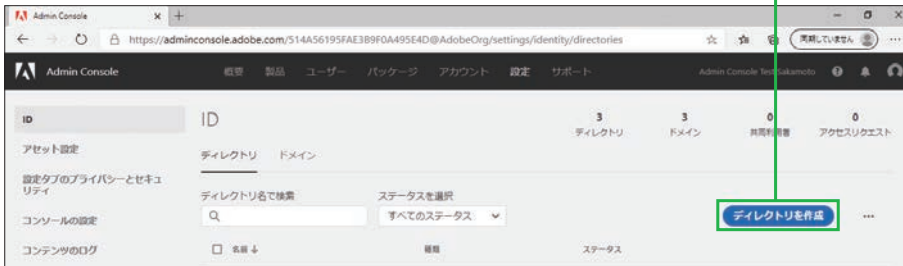 Admin Console
https://adminconsole.adobe.com/514A56195FAE3B9F0A495E4D@AdobeOrg/settings/identity/directories
同期していません
Admin Console
概要 製品 ユーザー パッケージ アカウント 設定 サポート
Admin Console Test Sakamoto
ID
アセット設定
設定タブのプライバシーとセキュ
リティ
コンソールの設定
コンテンツのログ
ID
3
ディレクトリ
3
ドメイン
0
共同利用者
0
アクセスリクエスト
ディレクトリ ドメイン
ディレクトリ名で検索
ステータスを選択
すべてのステータス
ディレクトリを作成
名前 ↓ 種類 ステータス